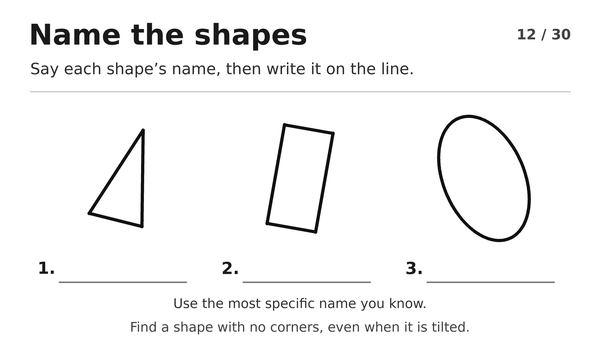 Name the shapes
12 / 30
Say each shape’s name, then write it on the line.
1.
2.
3.
Use the most specific name you know.
Find a shape with no corners, even when it is tilted.